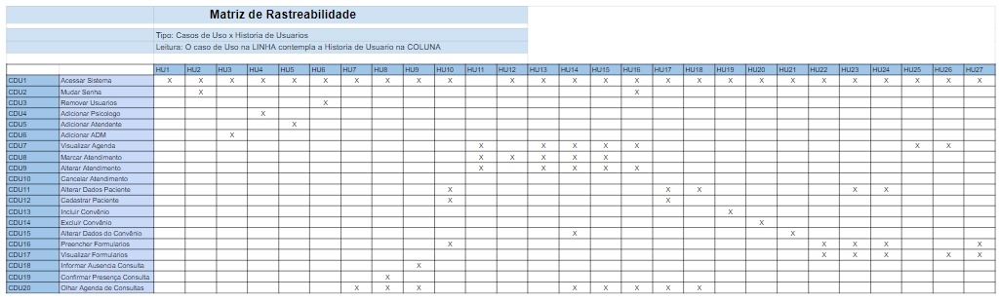 Matriz de Rastreabilidade
Tipo: Casos de Uso x Historia de Usuarios
Leitura: O caso de Uso na LINHA contempla a Historia de Usuario na COLUNA
HU1 HU2 HU3 HU4 HU5 HU6 HU7 HU8 HU9 HU10 HU11 HU12 HU13 HU14 HU15 HU16 HU17 HU18 HU19 HU20 HU21 HU22 HU23 HU24 HU25 HU26 HU27
CDU1 Acessar Sistema X X X X X X X X X X X X X X X X X X X X X X X X X X X
CDU2 Mudar Senha X X
CDU3 Remover Usuarios X
CDU4 Adicionar Psicologo X
CDU5 Adicionar Atendente X
CDU6 Adicionar ADM X
CDU7 Visualizar Agenda X X X X X X X
CDU8 Marcar Atendimento X X X X X
CDU9 Alterar Atendimento X X X X X
CDU10 Cancelar Atendimento
CDU11 Alterar Dados Paciente X X X X X
CDU12 Cadastrar Paciente X X
CDU13 Incluir Convênio X
CDU14 Excluir Convênio X
CDU15 Alterar Dados do Convênio X X
CDU16 Preencher Formularios X X X X X
CDU17 Visualizar Formularios X X X X X
CDU18 Informar Ausencia Consulta X
CDU19 Confirmar Presença Consulta X
CDU20 Olhar Agenda de Consultas X X X X X X X X